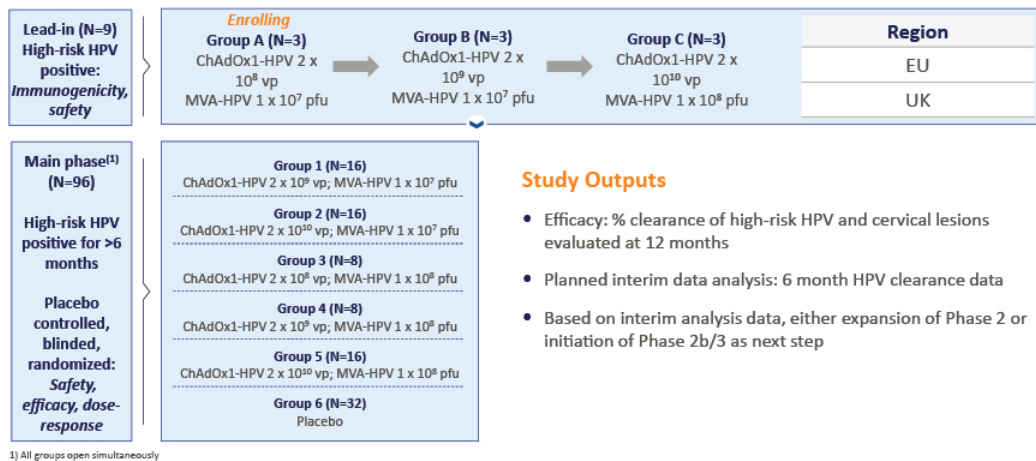 Lead-in (N=9)
High-risk HPV
positive:
Immunogenicity,
safety
Enrolling
Group A (N=3)
ChAdOx1-HPV 2 x
10⁸ vp
MVA-HPV 1 x 10⁷ pfu
Group B (N=3)
ChAdOx1-HPV 2 x
10⁹ vp
MVA-HPV 1 x 10⁷ pfu
Group C (N=3)
ChAdOx1-HPV 2 x
10¹⁰ vp
MVA-HPV 1 x 10⁸ pfu
Region
EU
UK
Main phase⁽¹⁾
(N=96)
High-risk HPV
positive for >6
months
Placebo
controlled,
blinded,
randomized:
Safety,
efficacy, dose-
response
Group 1 (N=16)
ChAdOx1-HPV 2 x 10⁹ vp; MVA-HPV 1 x 10⁷ pfu
Group 2 (N=16)
ChAdOx1-HPV 2 x 10¹⁰ vp; MVA-HPV 1 x 10⁷ pfu
Group 3 (N=8)
ChAdOx1-HPV 2 x 10⁸ vp; MVA-HPV 1 x 10⁸ pfu
Group 4 (N=8)
ChAdOx1-HPV 2 x 10⁹ vp; MVA-HPV 1 x 10⁸ pfu
Group 5 (N=16)
ChAdOx1-HPV 2 x 10¹⁰ vp; MVA-HPV 1 x 10⁸ pfu
Group 6 (N=32)
Placebo
Study Outputs
• Efficacy: % clearance of high-risk HPV and cervical lesions
evaluated at 12 months
• Planned interim data analysis: 6 month HPV clearance data
• Based on interim analysis data, either expansion of Phase 2 or
initiation of Phase 2b/3 as next step
1) All groups open simultaneously